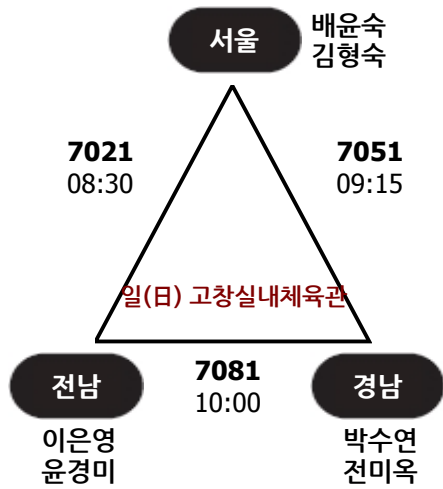 서울
배윤숙
김형숙
7021
08:30
7051
09:15
일(日) 고창실내체육관
전남
7081
10:00
경남
이은영
윤경미
박수연
전미옥